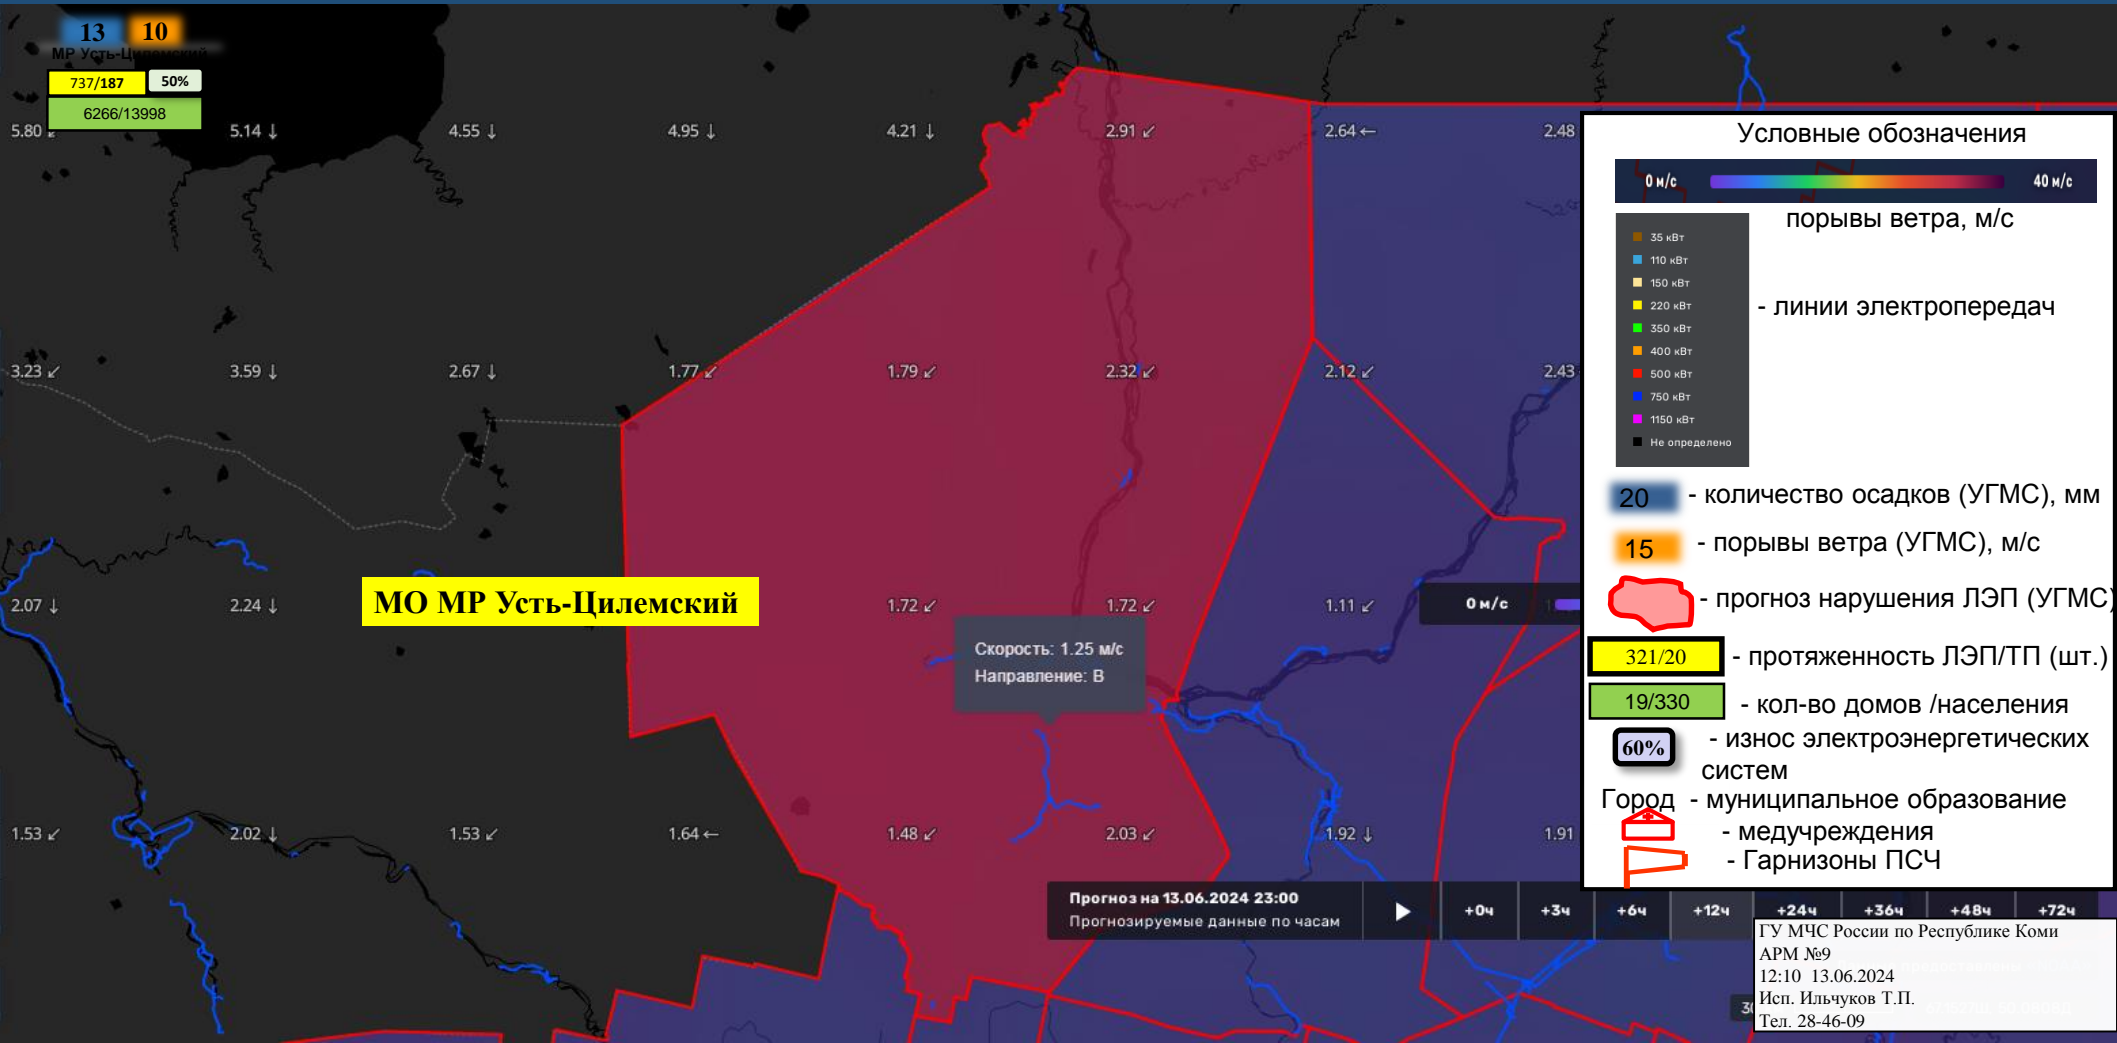 13 10
МР Усть-Цилемский
737/187 50%
6266/13998
5.80 ↙ 5.14 ↓ 4.55 ↓ 4.95 ↓ 4.21 ↓ 2.91 ↙ 2.64 ← 2.48
3.23 ↙ 3.59 ↓ 2.67 ↓ 1.77 ↙ 1.79 ↙ 2.32 ↙ 2.12 ↙ 2.43
2.07 ↓ 2.24 ↓ 1.72 ↙ 1.72 ↙ 1.11 ↙
МО МР Усть-Цилемский
0 м/с
Скорость: 1.25 м/с
Направление: В
1.53 ↙ 2.02 ↓ 1.53 ↙ 1.64 ← 1.48 ↙ 2.03 ↙ 1.92 ↓ 1.91
Прогноз на 13.06.2024 23:00
Прогнозируемые данные по часам
+0ч +3ч +6ч +12ч +24ч +36ч +48ч +72ч
Условные обозначения
0 м/с 40 м/с
порывы ветра, м/с
35 кВт
110 кВт
150 кВт
220 кВт
350 кВт
400 кВт
500 кВт
750 кВт
1150 кВт
Не определено
- линии электропередач
20 - количество осадков (УГМС), мм
15 - порывы ветра (УГМС), м/с
- прогноз нарушения ЛЭП (УГМС)
321/20 - протяженность ЛЭП/ТП (шт.)
19/330 - кол-во домов /населения
60% - износ электроэнергетических
систем
Город - муниципальное образование
- медучреждения
- Гарнизоны ПСЧ
ГУ МЧС России по Республике Коми
АРМ №9
12:10 13.06.2024
Исп. Ильчуков Т.П.
Тел. 28-46-09